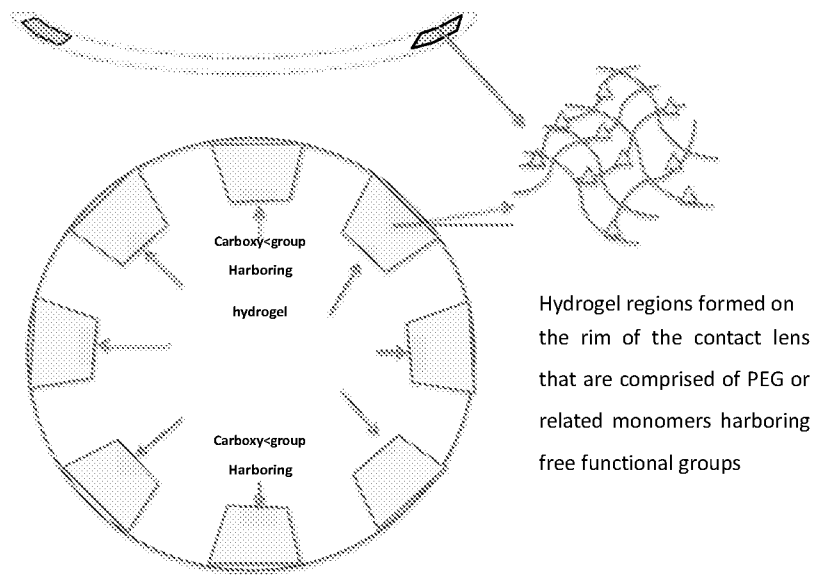 Carboxy<group
Harboring
hydrogel
Carboxy<group
Harboring
Hydrogel regions formed on
the rim of the contact lens
that are comprised of PEG or
related monomers harboring
free functional groups